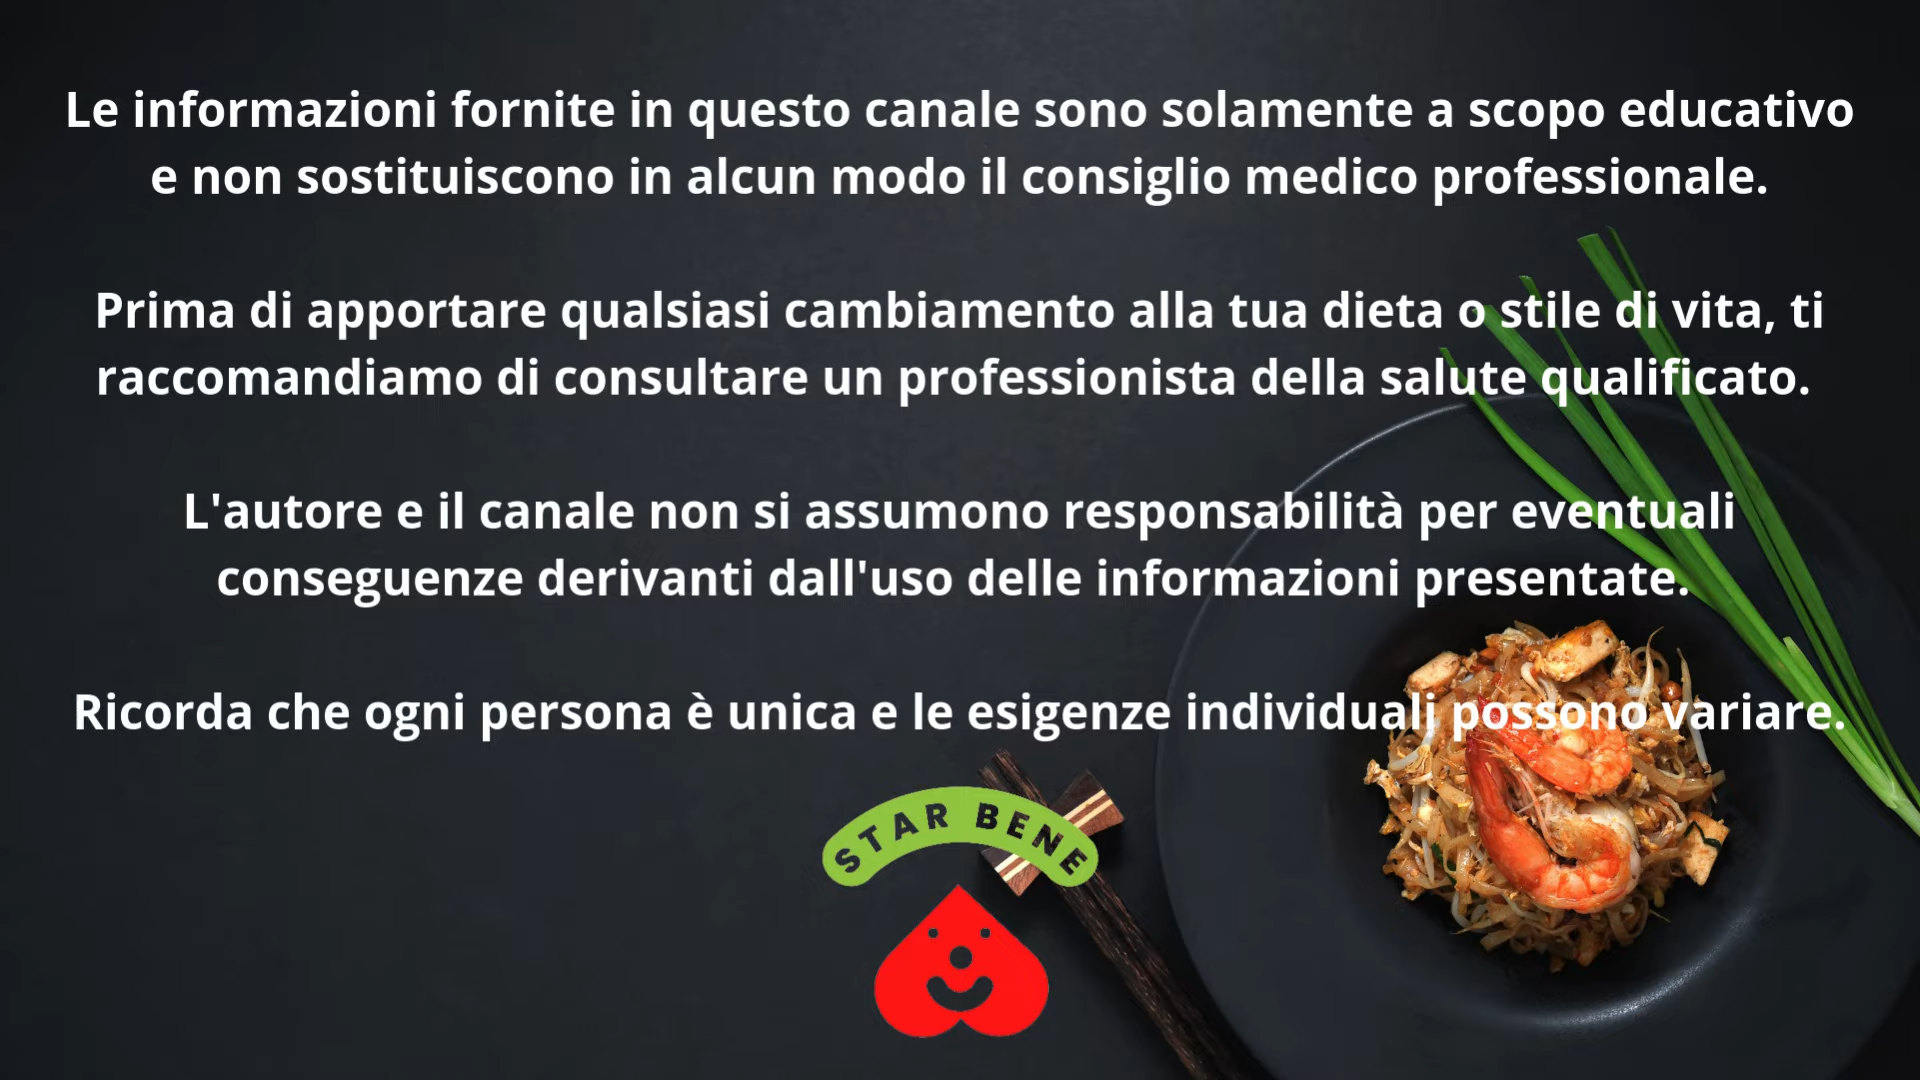 Le informazioni fornite in questo canale sono solamente a scopo educativo
e non sostituiscono in alcun modo il consiglio medico professionale.
Prima di apportare qualsiasi cambiamento alla tua dieta o stile di vita, ti
raccomandiamo di consultare un professionista della salute qualificato.
L'autore e il canale non si assumono responsabilità per eventuali
conseguenze derivanti dall'uso delle informazioni presentate.
Ricorda che ogni persona è unica e le esigenze individuali possono variare.
STAR BENE